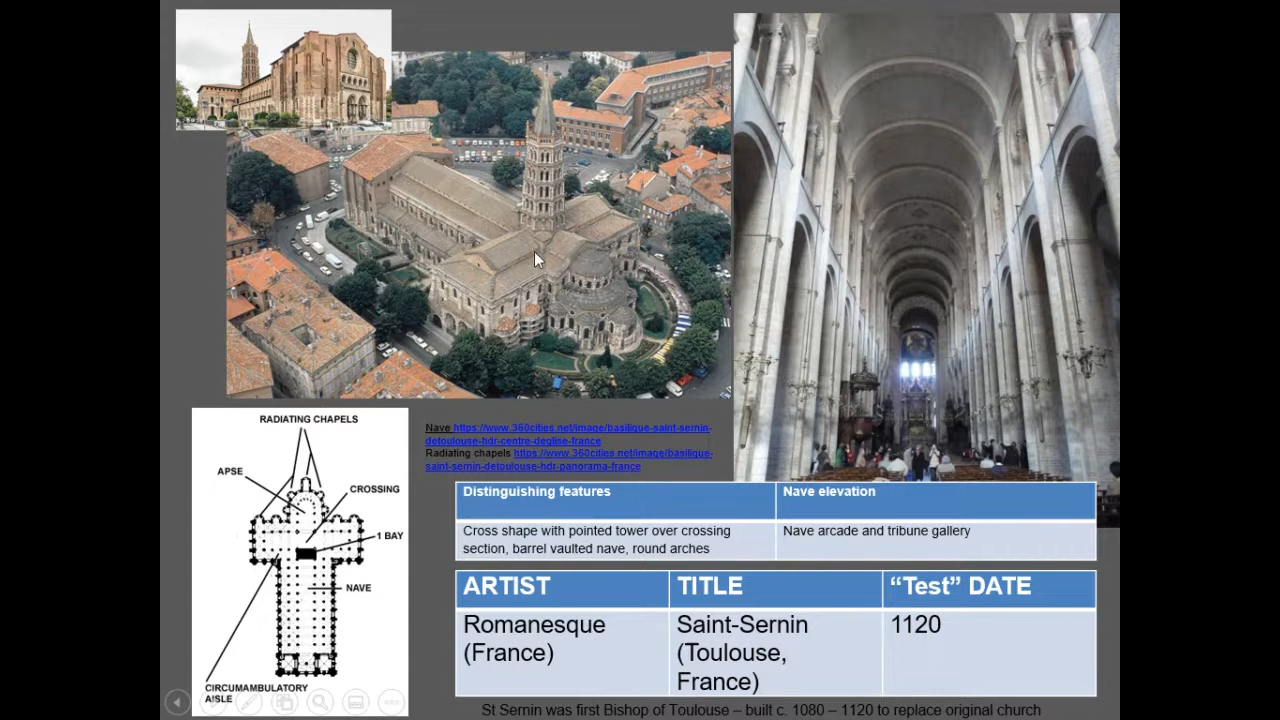 Nave https://www.360cities.net/image/basilique-saint-sernin-
detoulouse-hdr-centre-deglise-france
Radiating chapels https://www.360cities.net/image/basilique-
saint-sernin-detoulouse-hdr-panorama-france
RADIATING CHAPELS
APSE
CROSSING
1 BAY
NAVE
CIRCUMAMBULATORY
AISLE
Distinguishing features
Nave elevation
Cross shape with pointed tower over crossing
section, barrel vaulted nave, round arches
Nave arcade and tribune gallery
ARTIST
TITLE
“Test” DATE
Romanesque
(France)
Saint-Sernin
(Toulouse,
France)
1120
St Sernin was first Bishop of Toulouse – built c. 1080 – 1120 to replace original church